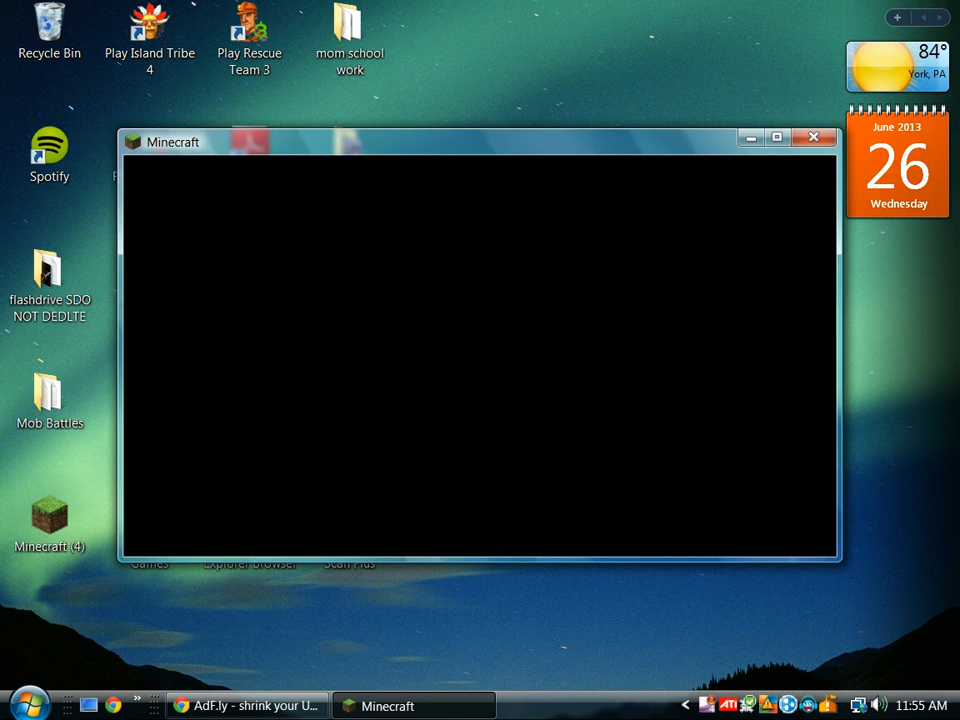 Recycle Bin
Play Island Tribe
4
Play Rescue
Team 3
mom school
work
84°
York, PA
June 2013
26
Wednesday
Minecraft
Spotify
flashdrive SDO
NOT DEDLTE
Mob Battles
Minecraft (4)
Games
Explorer Browser
Scan Plus
AdF.ly - shrink your U...
Minecraft
ATI
11:55 AM